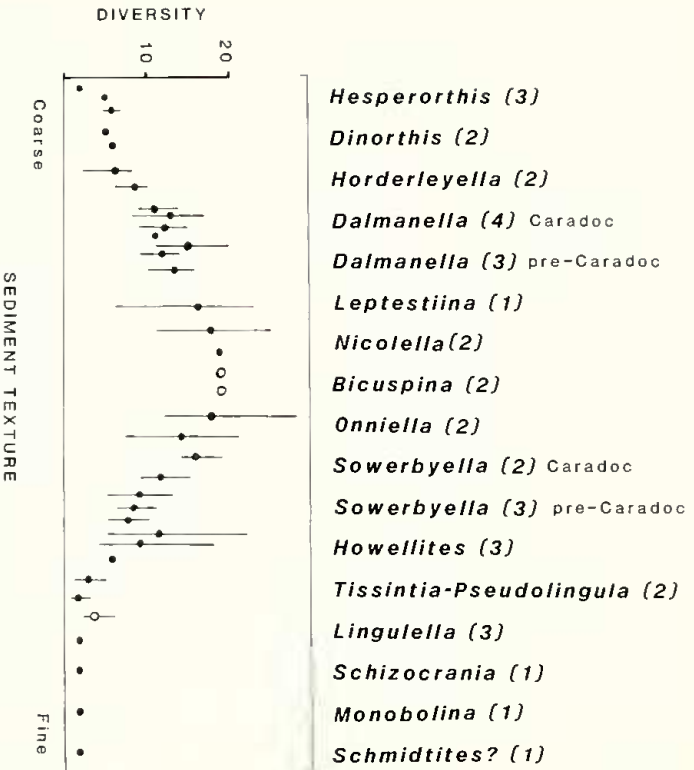 DIVERSITY
10
20
Coarse
SEDIMENT TEXTURE
Fine
Hesperorthis (3)
Dinorthis (2)
Horderleyella (2)
Dalmanella (4) Caradoc
Dalmanella (3) pre-Caradoc
Leptestiina (1)
Nicolella(2)
Bicuspina (2)
Onniella (2)
Sowerbyella (2) Caradoc
Sowerbyella (3) pre-Caradoc
Howellites (3)
Tissintia-Pseudolingula (2)
Lingulella (3)
Schizocrania (1)
Monobolina (1)
Schmidtites? (1)